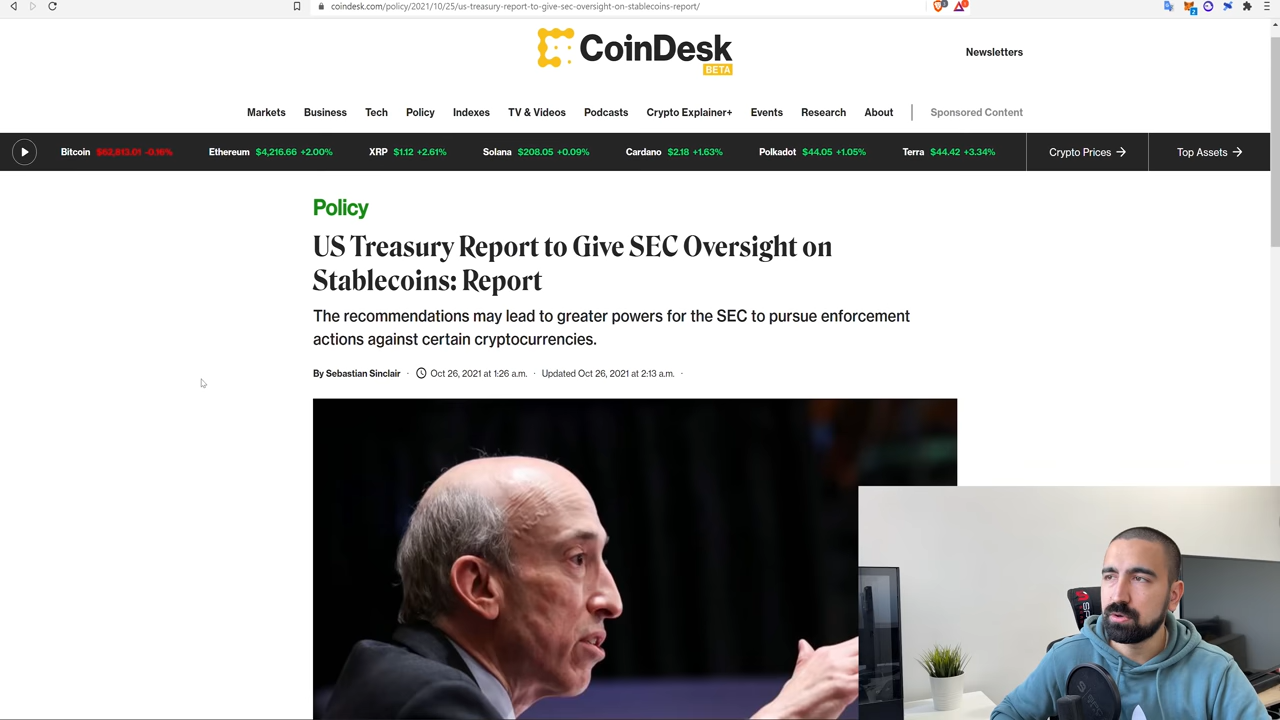 coindesk.com/policy/2021/10/25/us-treasury-report-to-give-sec-oversight-on-stablecoins-report/
CoinDesk
BETA
Newsletters
Markets Business Tech Policy Indexes TV & Videos Podcasts Crypto Explainer+ Events Research About Sponsored Content
Bitcoin $62,813.01 -0.16% Ethereum $4,216.66 +2.00% XRP $1.12 +2.61% Solana $208.05 +0.09% Cardano $2.18 +1.63% Polkadot $44.05 +1.05% Terra $44.42 +3.34% Crypto Prices → Top Assets →
Policy
US Treasury Report to Give SEC Oversight on
Stablecoins: Report
The recommendations may lead to greater powers for the SEC to pursue enforcement
actions against certain cryptocurrencies.
By Sebastian Sinclair · Oct 26, 2021 at 1:26 a.m. · Updated Oct 26, 2021 at 2:13 a.m. ·